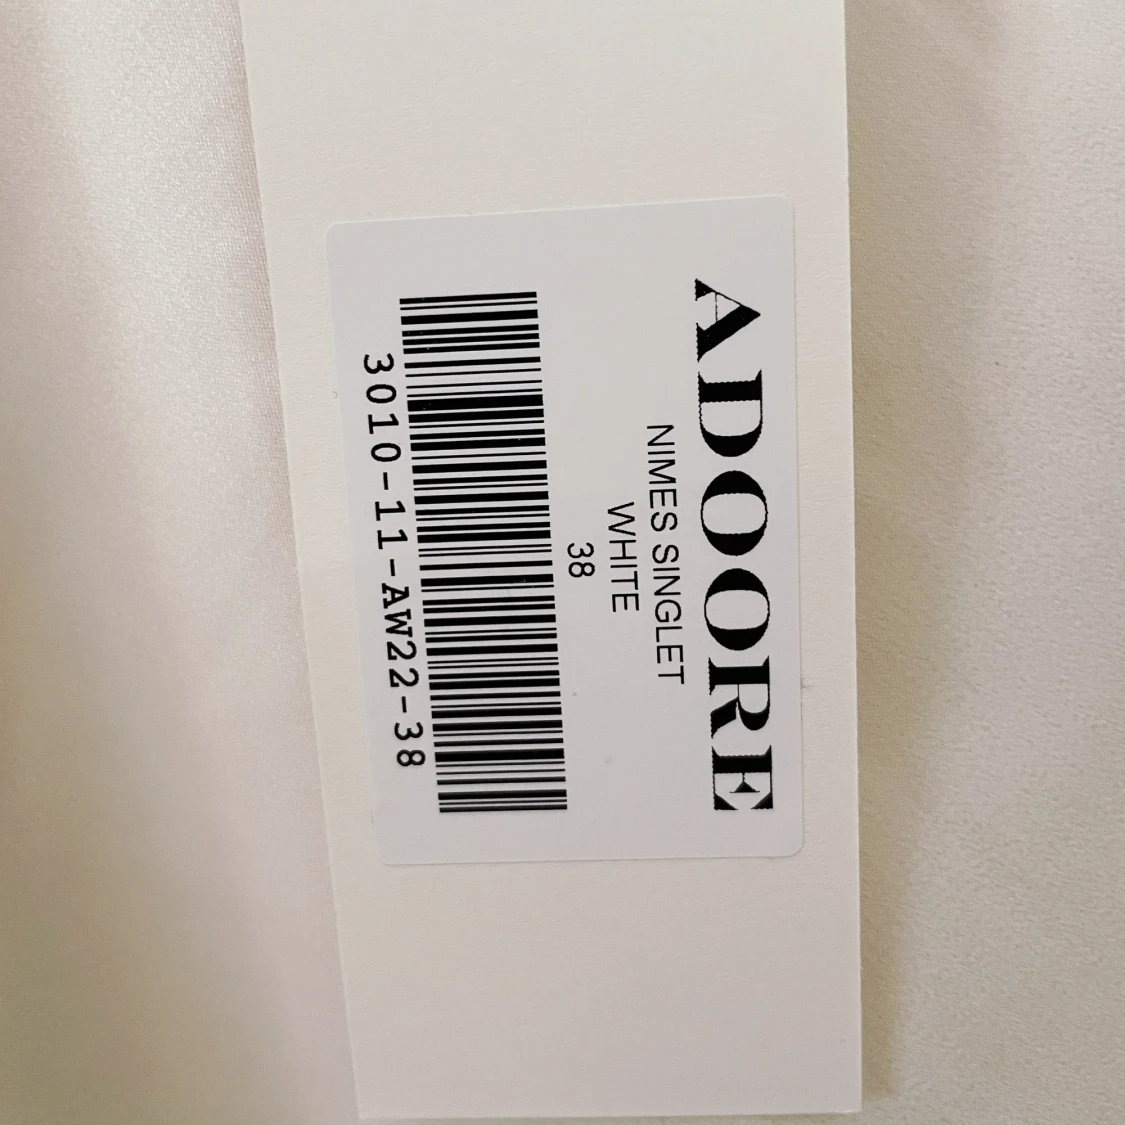 ADOORE
NIMES SINGLET
WHITE
38
3010-11-AW22-38